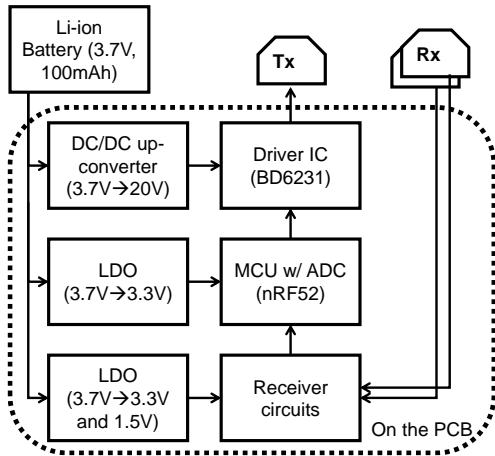 Li-ion
Battery (3.7V,
100mAh)
Tx
Rx
DC/DC up-
converter
(3.7V→20V)
Driver IC
(BD6231)
LDO
(3.7V→3.3V)
MCU w/ ADC
(nRF52)
LDO
(3.7V→3.3V
and 1.5V)
Receiver
circuits
On the PCB